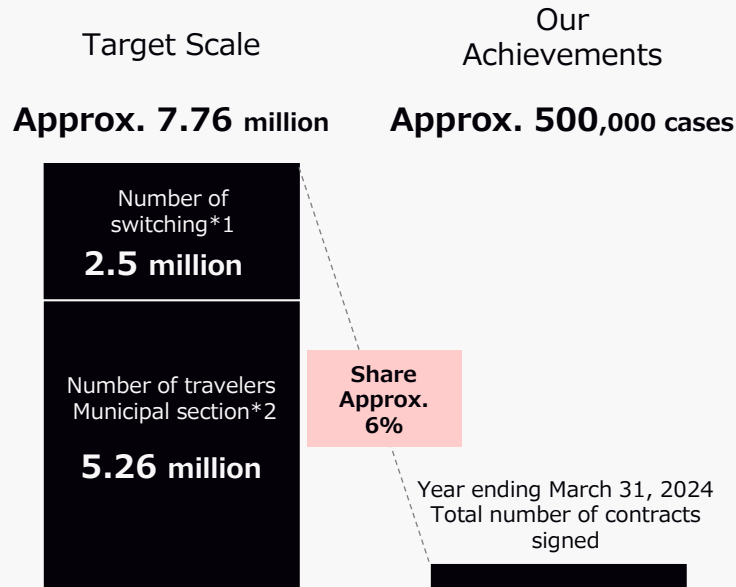 Target Scale
Approx. 7.76 million
Number of
switching*1
2.5 million
Number of travelers
Municipal section*2
5.26 million
Share
Approx.
6%
Our
Achievements
Approx. 500,000 cases
Year ending March 31, 2024
Total number of contracts
signed